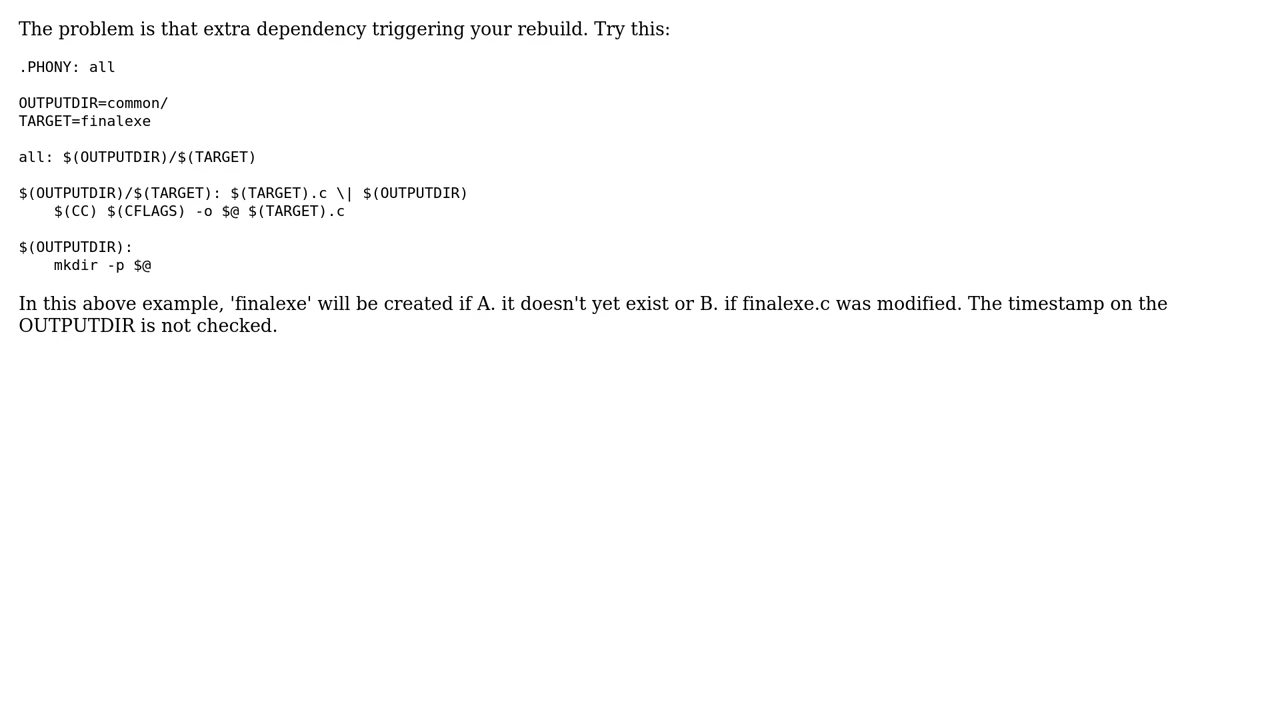 The problem is that extra dependency triggering your rebuild. Try this:
.PHONY: all
OUTPUTDIR=common/
TARGET=finalexe
all: $(OUTPUTDIR)/$(TARGET)
$(OUTPUTDIR)/$(TARGET): $(TARGET).c \| $(OUTPUTDIR)
    $(CC) $(CFLAGS) -o $@ $(TARGET).c
$(OUTPUTDIR):
    mkdir -p $@
In this above example, 'finalexe' will be created if A. it doesn't yet exist or B. if finalexe.c was modified. The timestamp on the
OUTPUTDIR is not checked.